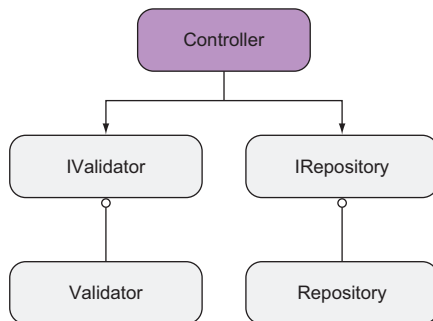 Controller
IValidator
IRepository
Validator
Repository